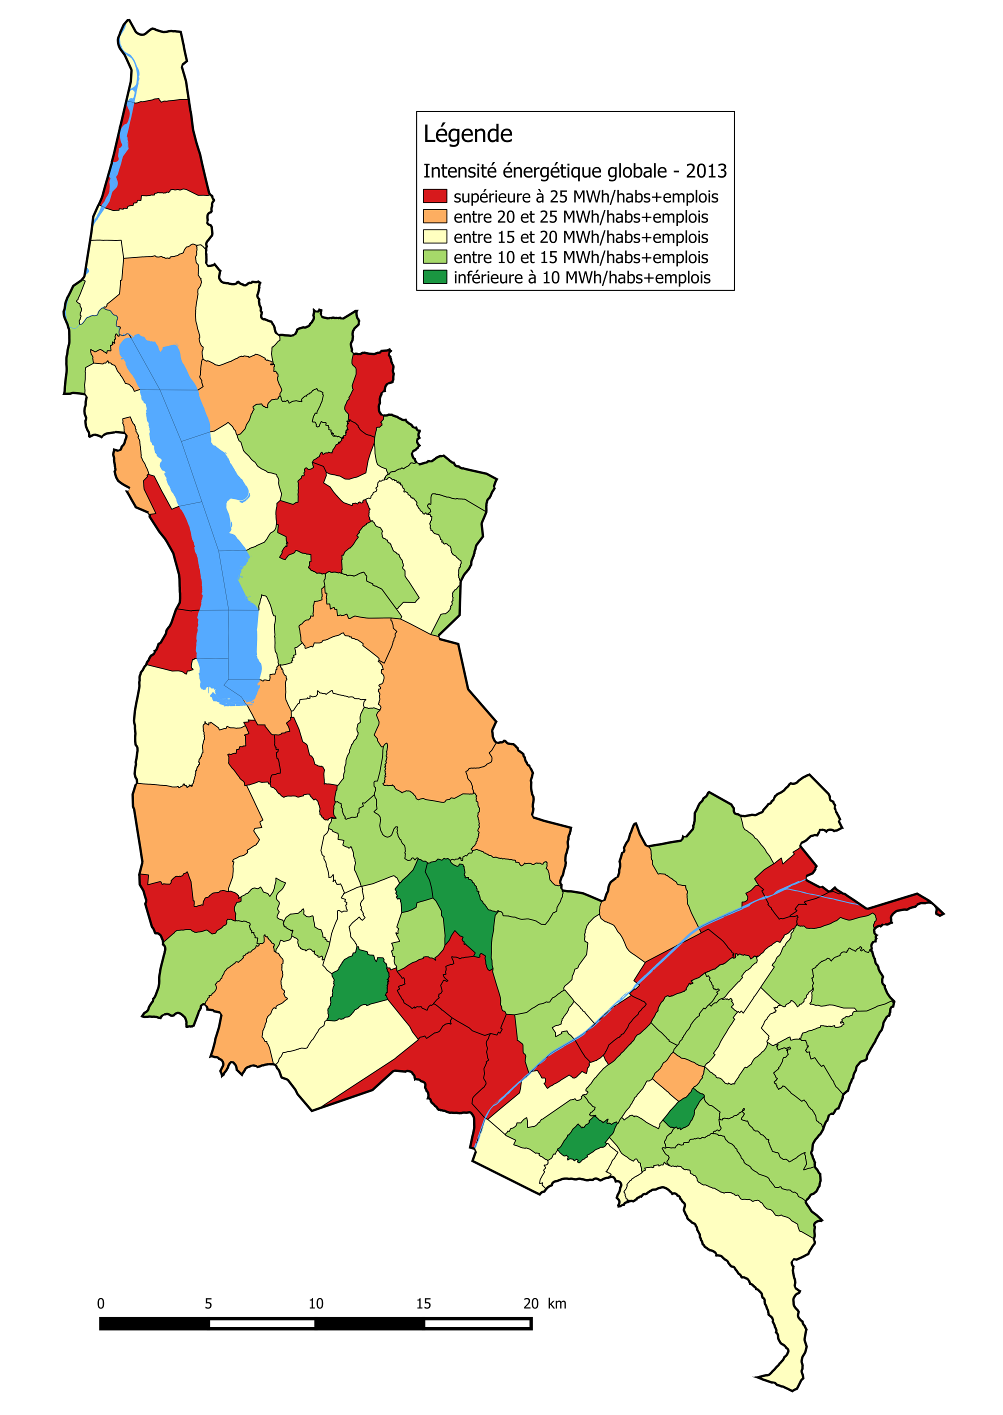 Légende
Intensité énergétique globale - 2013
supérieure à 25 MWh/habs+emplois
entre 20 et 25 MWh/habs+emplois
entre 15 et 20 MWh/habs+emplois
entre 10 et 15 MWh/habs+emplois
inférieure à 10 MWh/habs+emplois
0 5 10 15 20 km